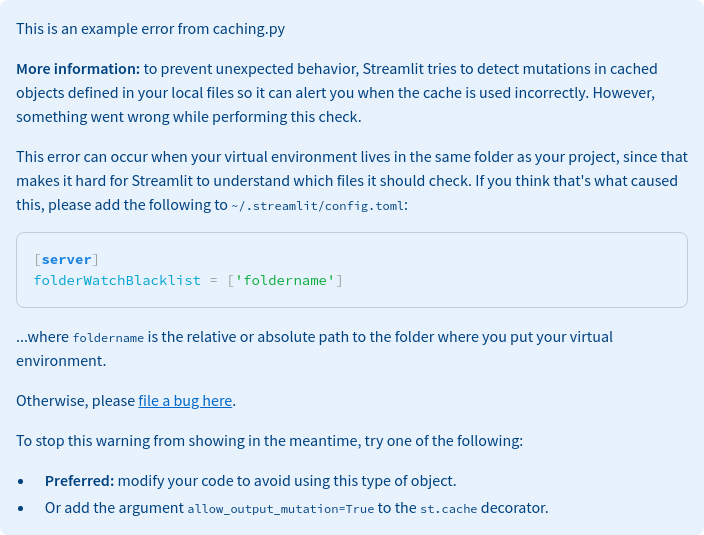 This is an example error from caching.py
More information: to prevent unexpected behavior, Streamlit tries to detect mutations in cached
objects defined in your local files so it can alert you when the cache is used incorrectly. However,
something went wrong while performing this check.
This error can occur when your virtual environment lives in the same folder as your project, since that
makes it hard for Streamlit to understand which files it should check. If you think that's what caused
this, please add the following to ~/.streamlit/config.toml:
[server]
folderWatchBlacklist = ['foldername']
...where foldername is the relative or absolute path to the folder where you put your virtual
environment.
Otherwise, please file a bug here.
To stop this warning from showing in the meantime, try one of the following:
• Preferred: modify your code to avoid using this type of object.
• Or add the argument allow_output_mutation=True to the st.cache decorator.